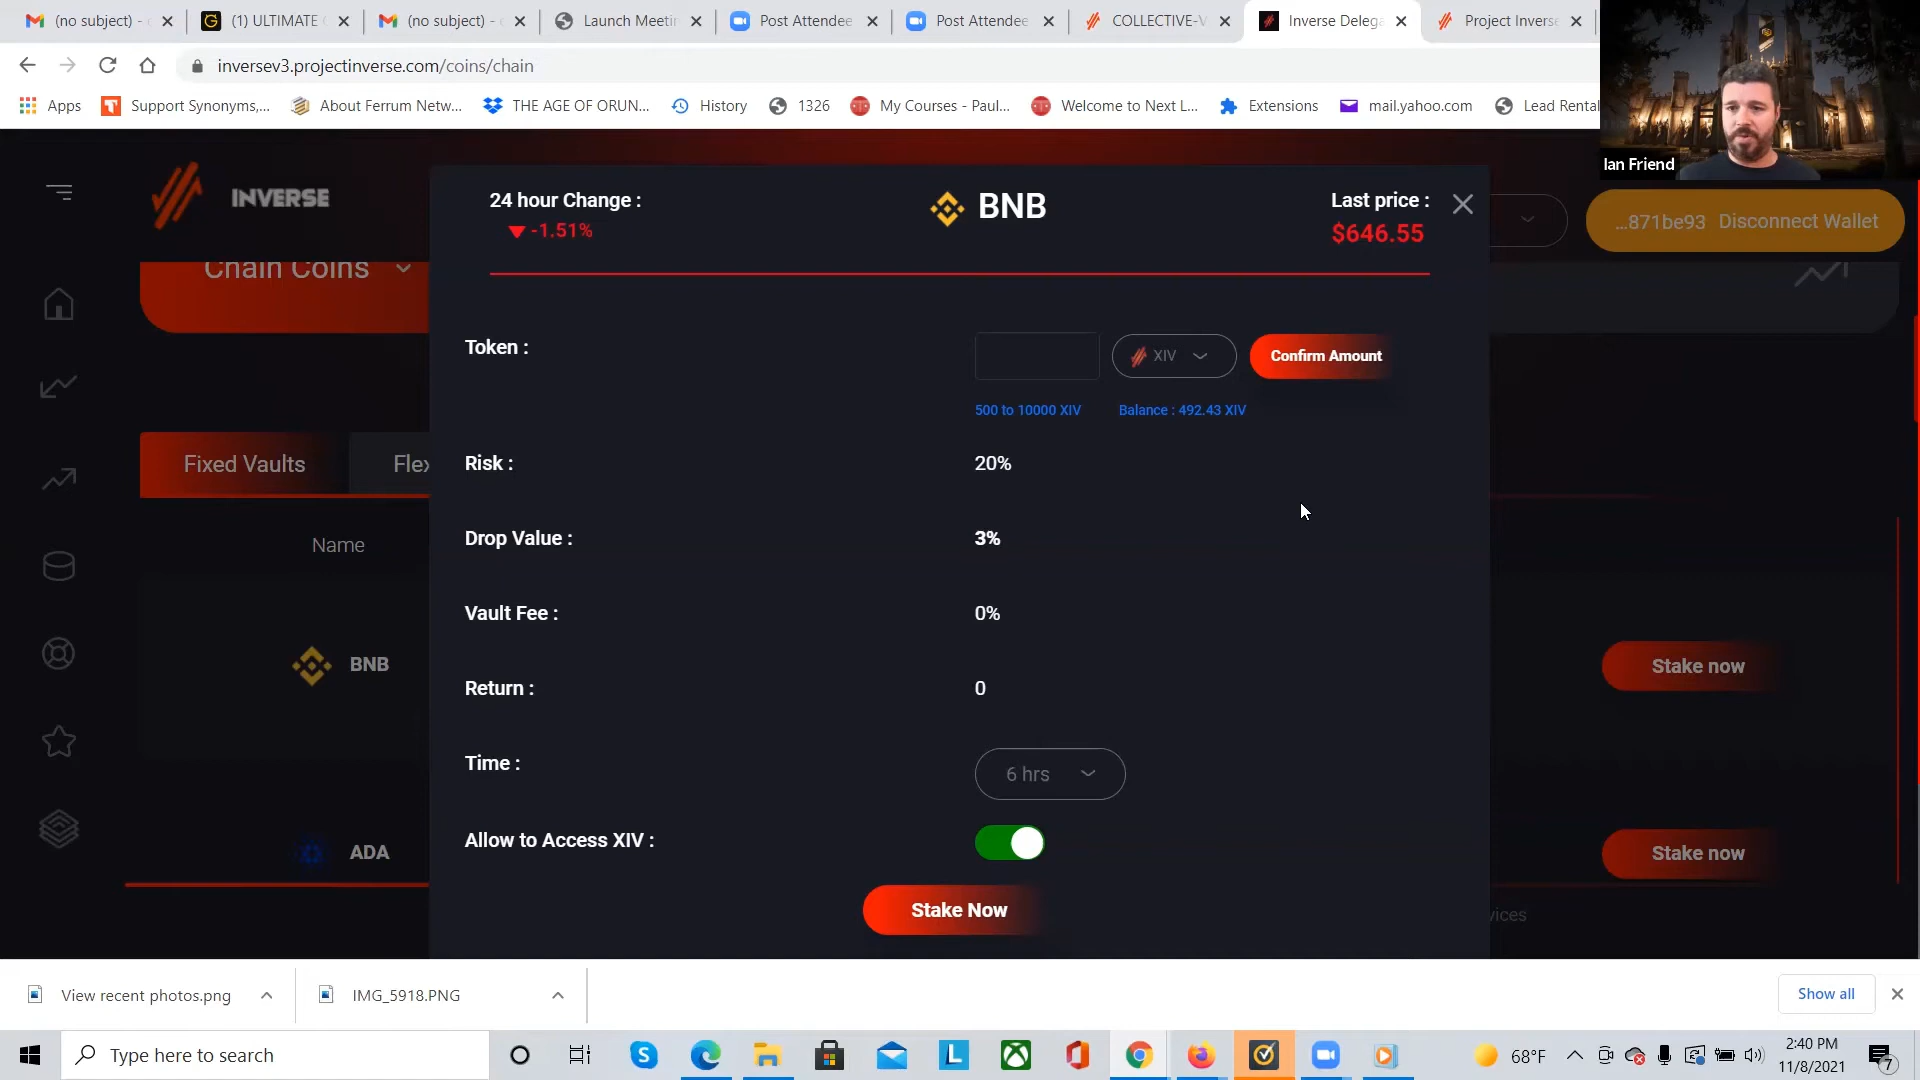 (no subject) -
(1) ULTIMATE
(no subject) -
Launch Meetin
Post Attendee
Post Attendee
COLLECTIVE-V
Inverse Delega
Project Inverse
inversev3.projectinverse.com/coins/chain
Apps
Support Synonyms,...
About Ferrum Netw...
THE AGE OF ORUN...
History
1326
My Courses - Paul...
Welcome to Next L...
Extensions
mail.yahoo.com
Lead Rental
Ian Friend
INVERSE
24 hour Change :
-1.51%
BNB
Last price :
$646.55
...871be93 Disconnect Wallet
Chain Coins
Token :
XIV
Confirm Amount
500 to 10000 XIV
Balance : 492.43 XIV
Fixed Vaults
Flex
Risk :
20%
Name
Drop Value :
3%
Vault Fee :
0%
BNB
Stake now
Return :
0
Time :
6 hrs
Allow to Access XIV :
ADA
Stake now
Stake Now
vices
View recent photos.png
IMG_5918.PNG
Show all
Type here to search
68°F
2:40 PM
11/8/2021
7